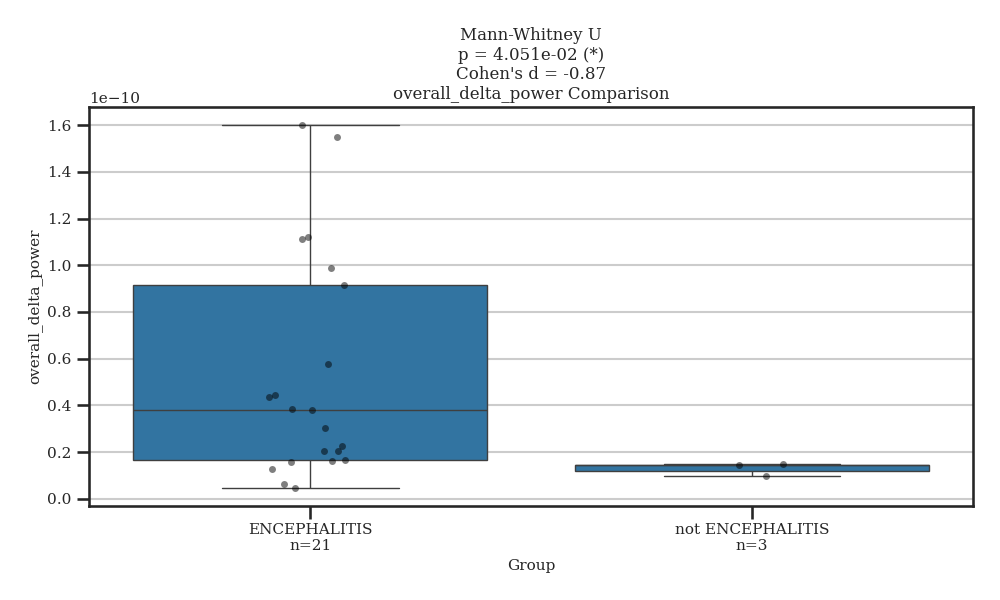 Mann-Whitney U
p = 4.051e-02 (*)
Cohen's d = -0.87
overall_delta_power Comparison
1e−10
1.6
1.4
1.2
1.0
0.8
0.6
0.4
0.2
0.0
overall_delta_power
ENCEPHALITIS
n=21
not ENCEPHALITIS
n=3
Group